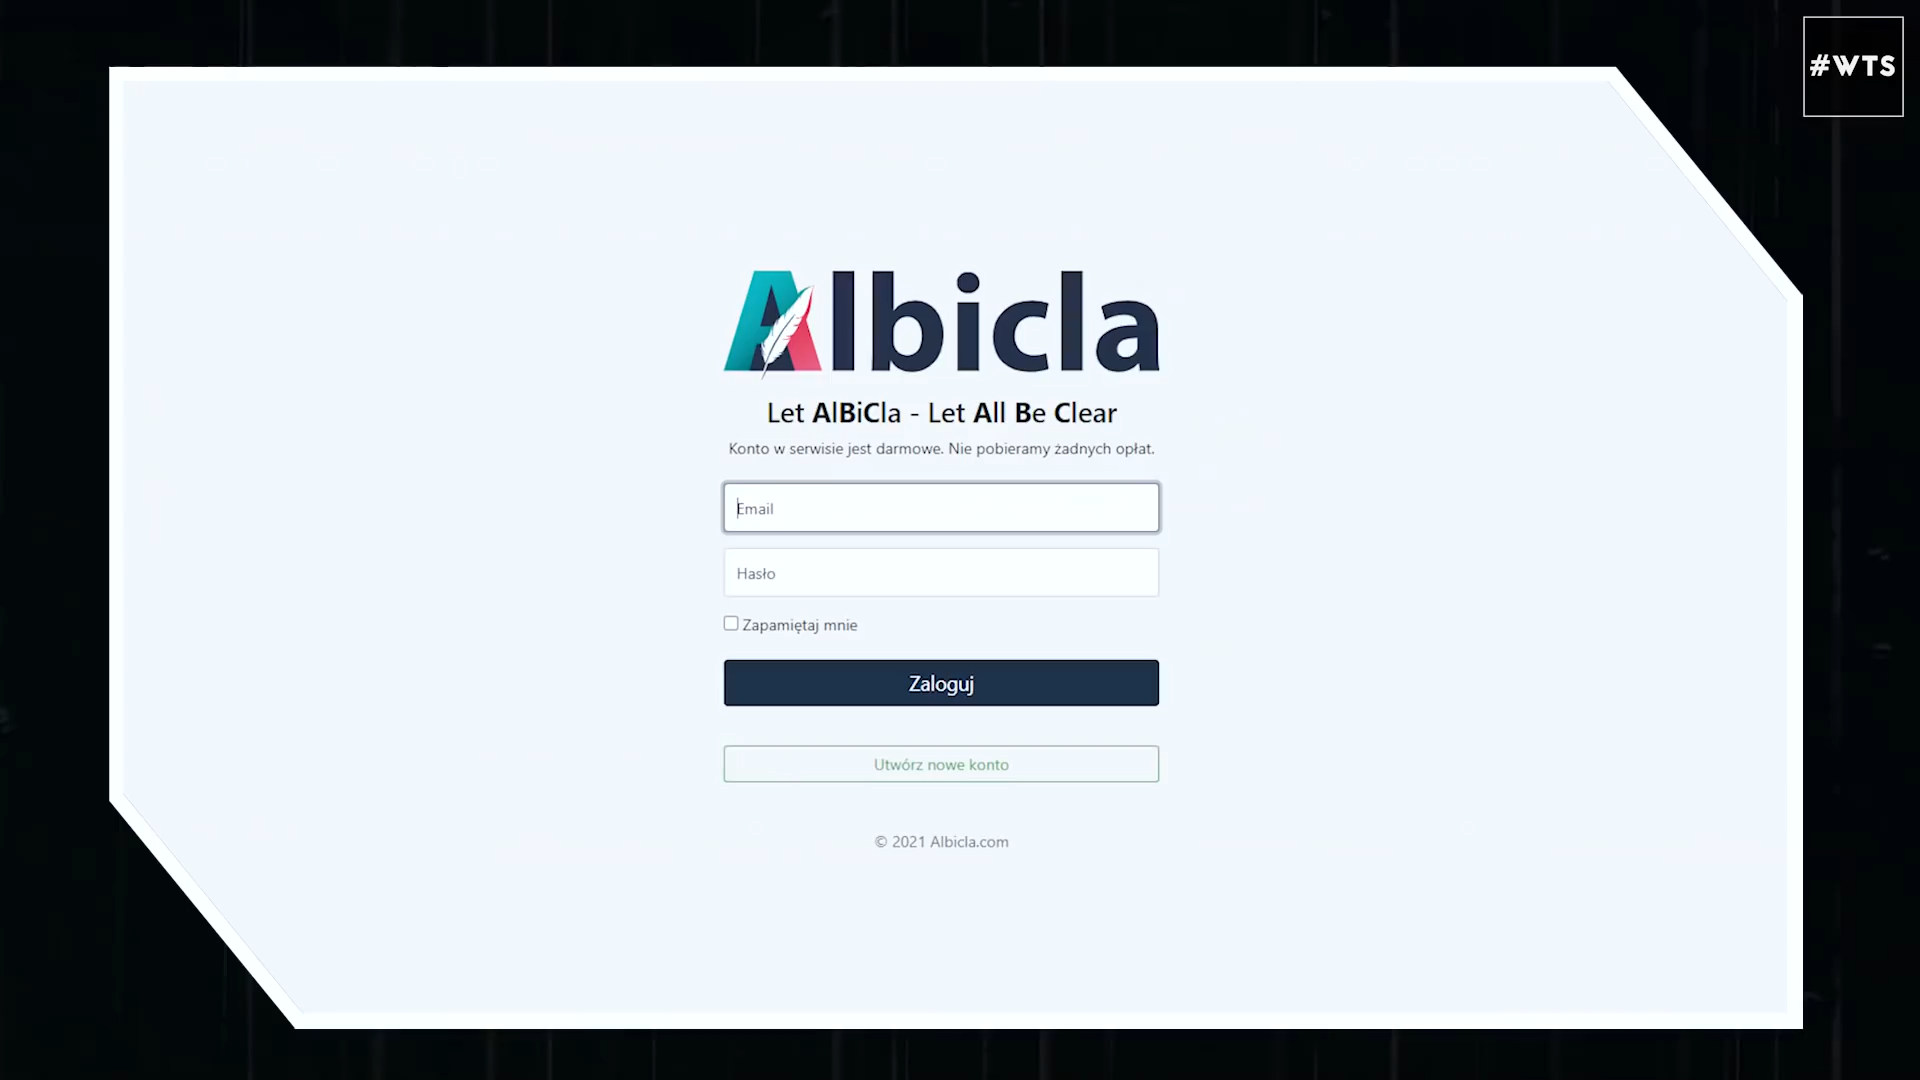 #WTS
Albicla
Let AlBiCla - Let All Be Clear
Konto w serwisie jest darmowe. Nie pobieramy żadnych opłat.
Email
Hasło
Zapamiętaj mnie
Zaloguj
Utwórz nowe konto
© 2021 Albicla.com